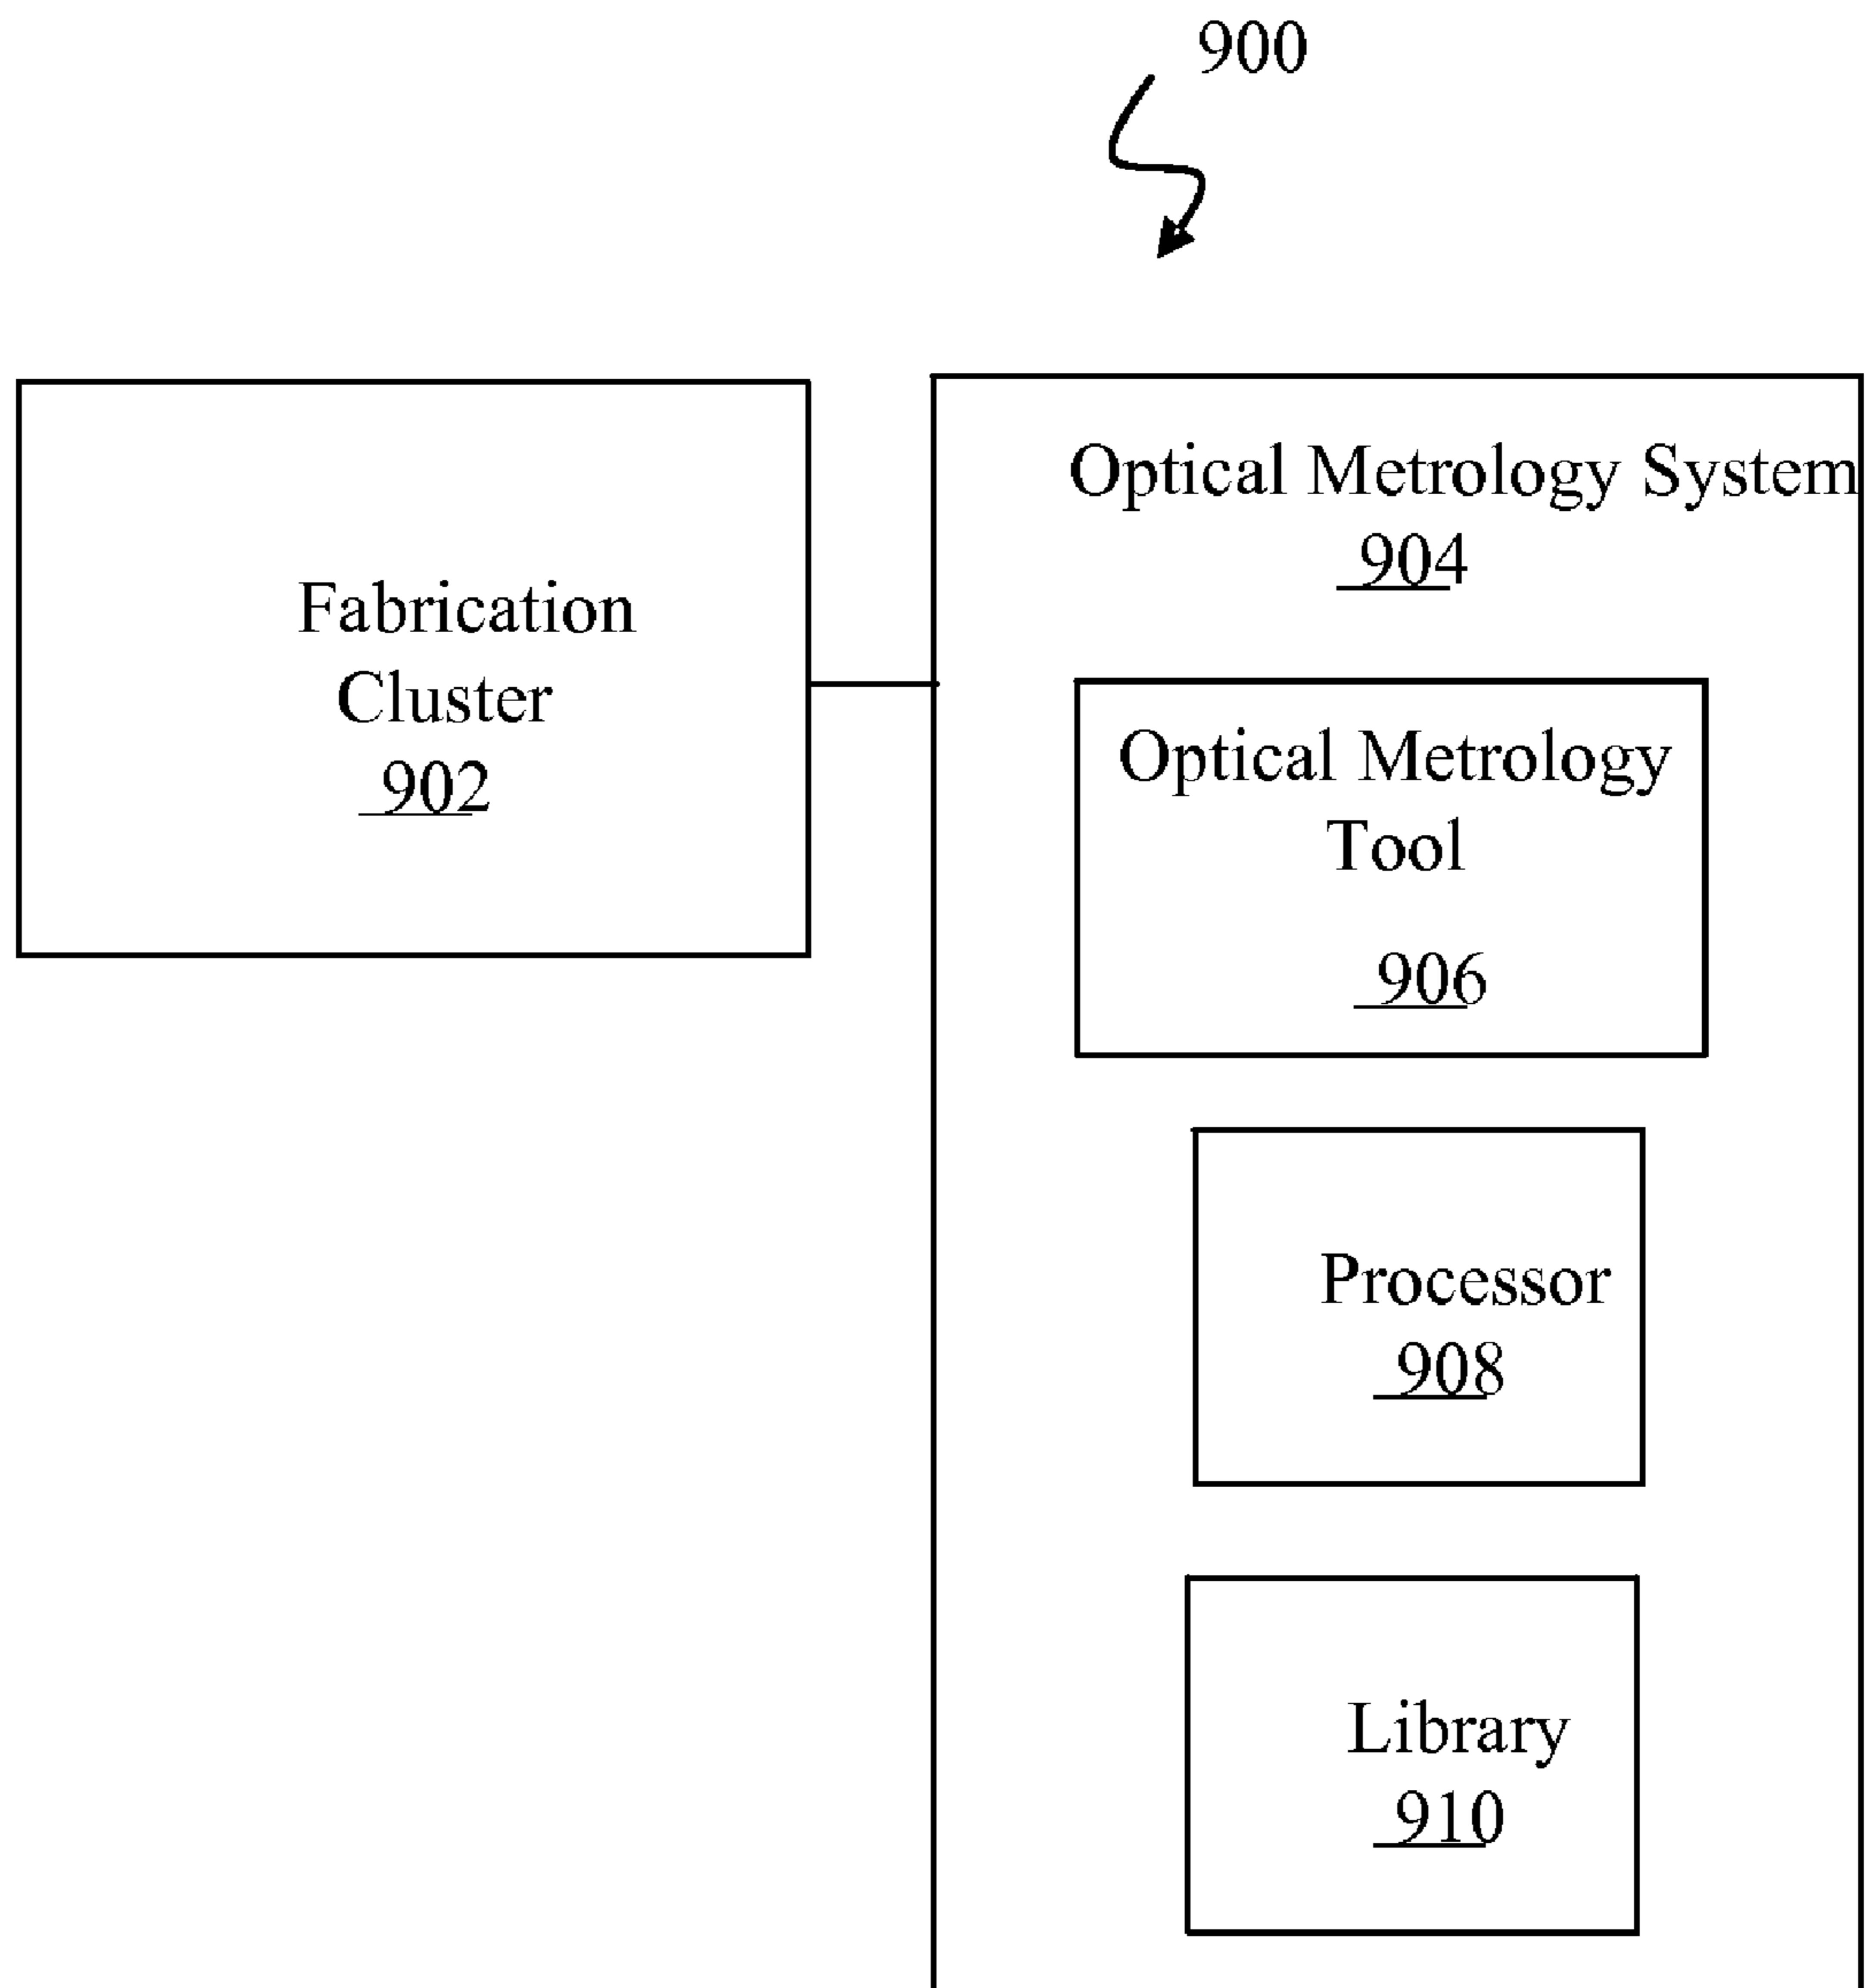 900
Fabrication
Cluster
902
Optical Metrology System
904
Optical Metrology
Tool
906
Processor
908
Library
910